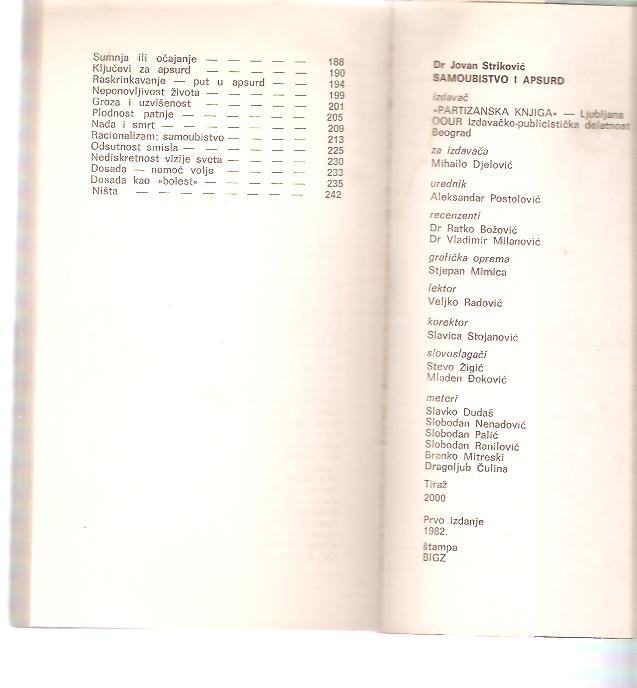 Sumnja ili očajanje — — — — — 188
Ključevi za apsurd — — — — — 190
Raskrinkavanje — put u apsurd — — 194
Neponovljivost života — — — — — 199
Groza i uzvišenost — — — — — 201
Plodnost patnje — — — — — — 205
Nada i smrt — — — — — — — 209
Racionalizam: samoubistvo — — — — 213
Odsutnost smisla — — — — — — 225
Nediskretnost vizije sveta — — — — 230
Dosada — nemoć volje — — — — 233
Dosada kao »bolest« — — — — — 235
Ništa — — — — — — — — 242
Dr Jovan Striković
SAMOUBISTVO I APSURD
izdavač
»PARTIZANSKA KNJIGA« — Ljubljana
OOUR Izdavačko-publicistička delatnost
Beograd
za izdavača
Mihailo Djelović
urednik
Aleksandar Postolović
recenzenti
Dr Ratko Božović
Dr Vladimir Milanović
grafička oprema
Stjepan Mimica
lektor
Veljko Radović
korektor
Slavica Stojanović
slovoslagači
Stevo Žigić
Mladen Đoković
meteri
Slavko Dudaš
Slobodan Nenadović
Slobodan Palić
Slobodan Ranilović
Branko Mitreski
Dragoljub Čulina
Tiraž
2000
Prvo izdanje
1982.
štampa
BIGZ